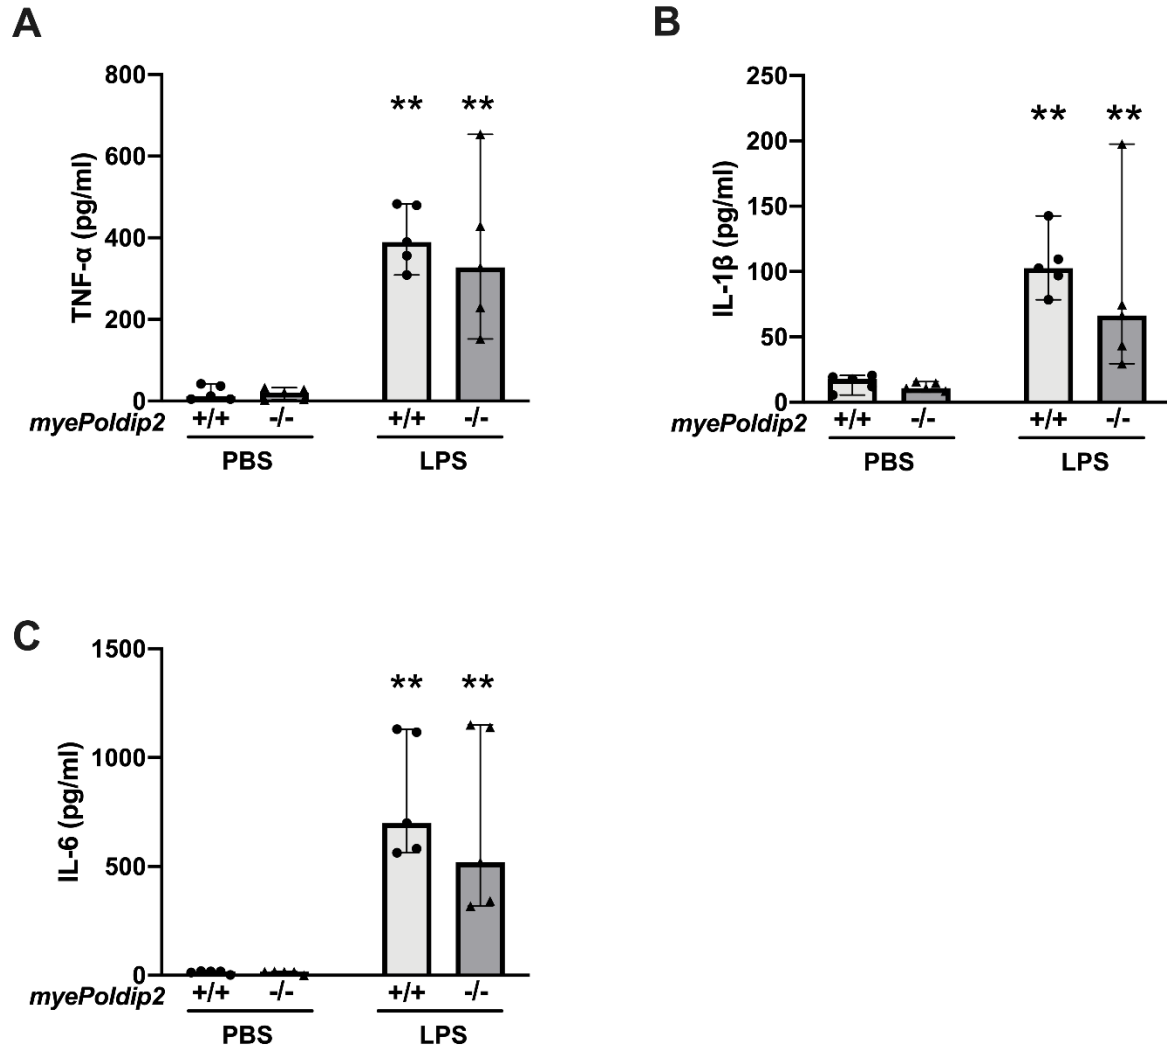 A
TNF-α (pg/ml)
800
600
400
200
0
** **
myePoldip2 +/+ -/- +/+ -/-
PBS LPS
B
IL-1β (pg/ml)
250
200
150
100
50
0
** **
myePoldip2 +/+ -/- +/+ -/-
PBS LPS
C
IL-6 (pg/ml)
1500
1000
500
0
** **
myePoldip2 +/+ -/- +/+ -/-
PBS LPS